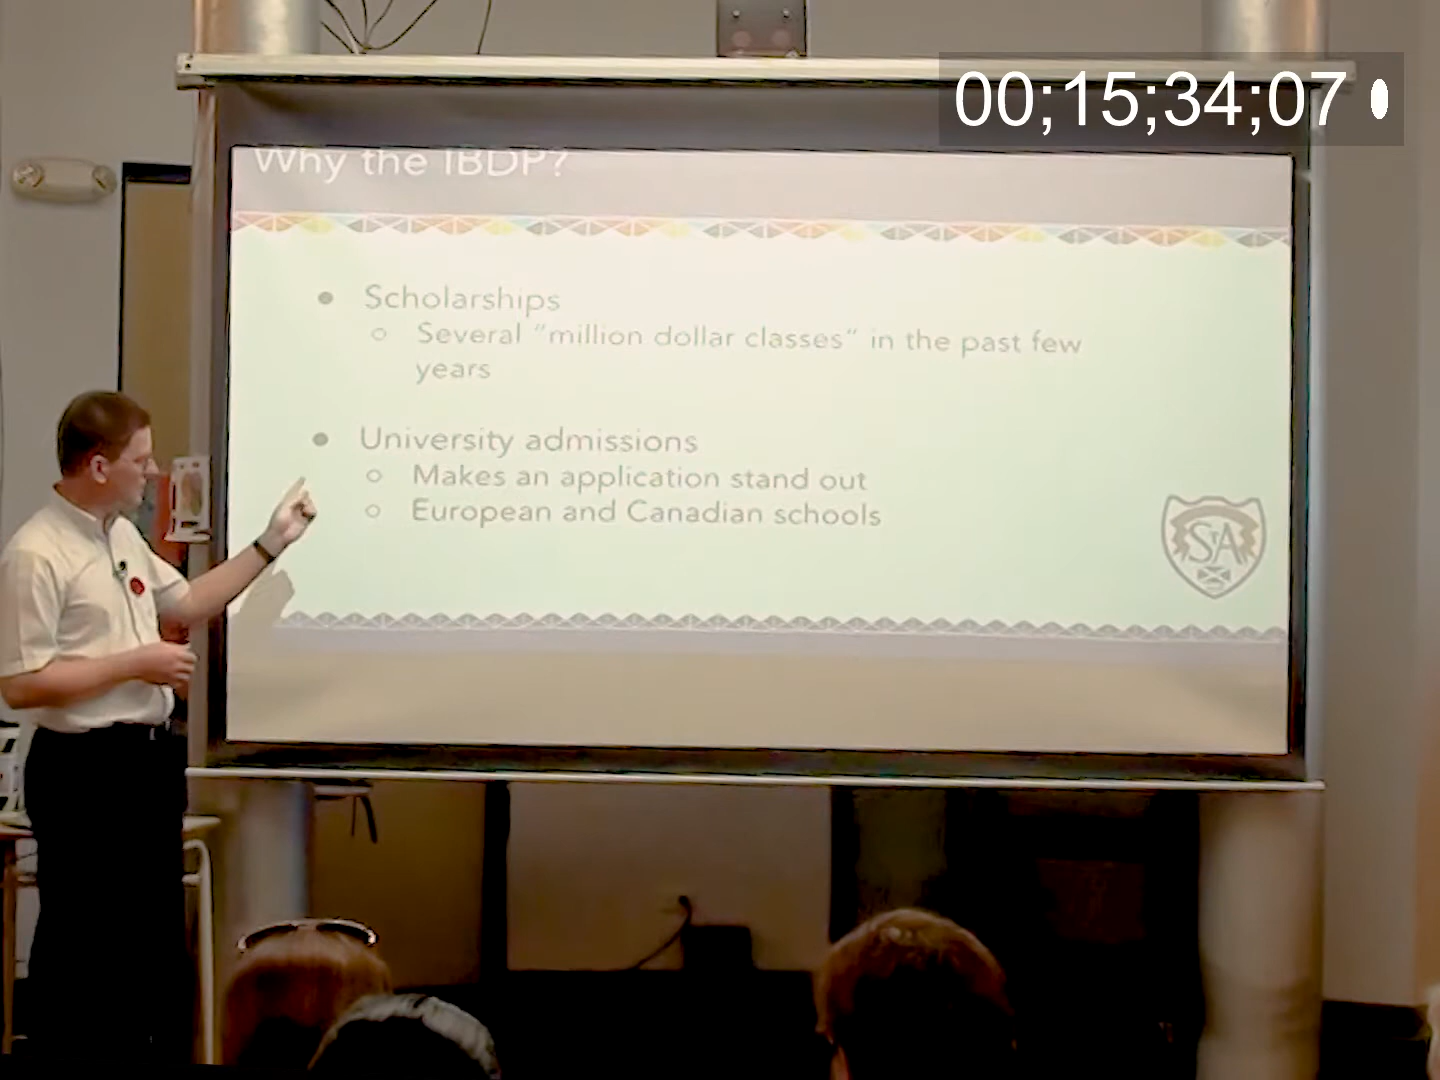 00;15;34;07
Why the IBDP?
● Scholarships
○ Several “million dollar classes” in the past few
years
● University admissions
○ Makes an application stand out
○ European and Canadian schools
StA